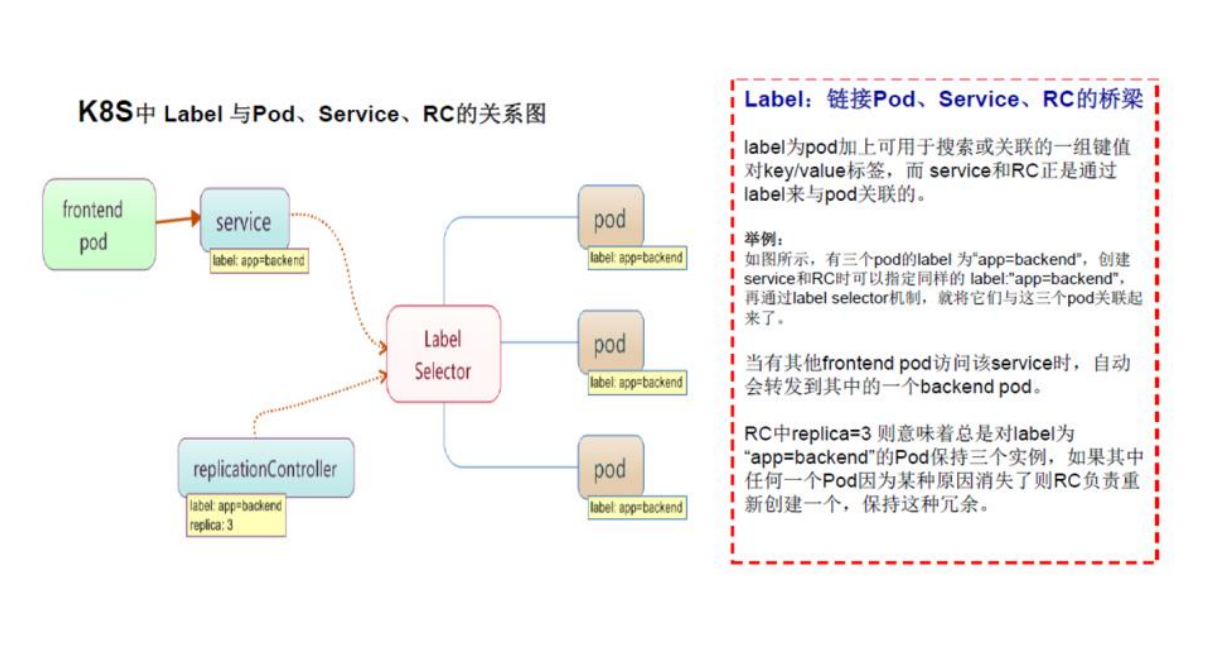 K8S中 Label 与Pod、Service、RC的关系图
frontend
pod
service
label: app=backend
Label
Selector
replicationController
label: app=backend
replica: 3
pod
label: app=backend
pod
label: app=backend
pod
label: app=backend
Label：链接Pod、Service、RC的桥梁
label为pod加上可用于搜索或关联的一组键值
对key/value标签，而 service和RC正是通过
label来与pod关联的。
举例：
如图所示，有三个pod的label 为“app=backend”，创建
service和RC时可以指定同样的 label:"app=backend"，
再通过label selector机制，就将它们与这三个pod关联起
来了。
当有其他frontend pod访问该service时，自动
会转发到其中的一个backend pod。
RC中replica=3 则意味着总是对label为
“app=backend”的Pod保持三个实例，如果其中
任何一个Pod因为某种原因消失了则RC负责重
新创建一个，保持这种冗余。